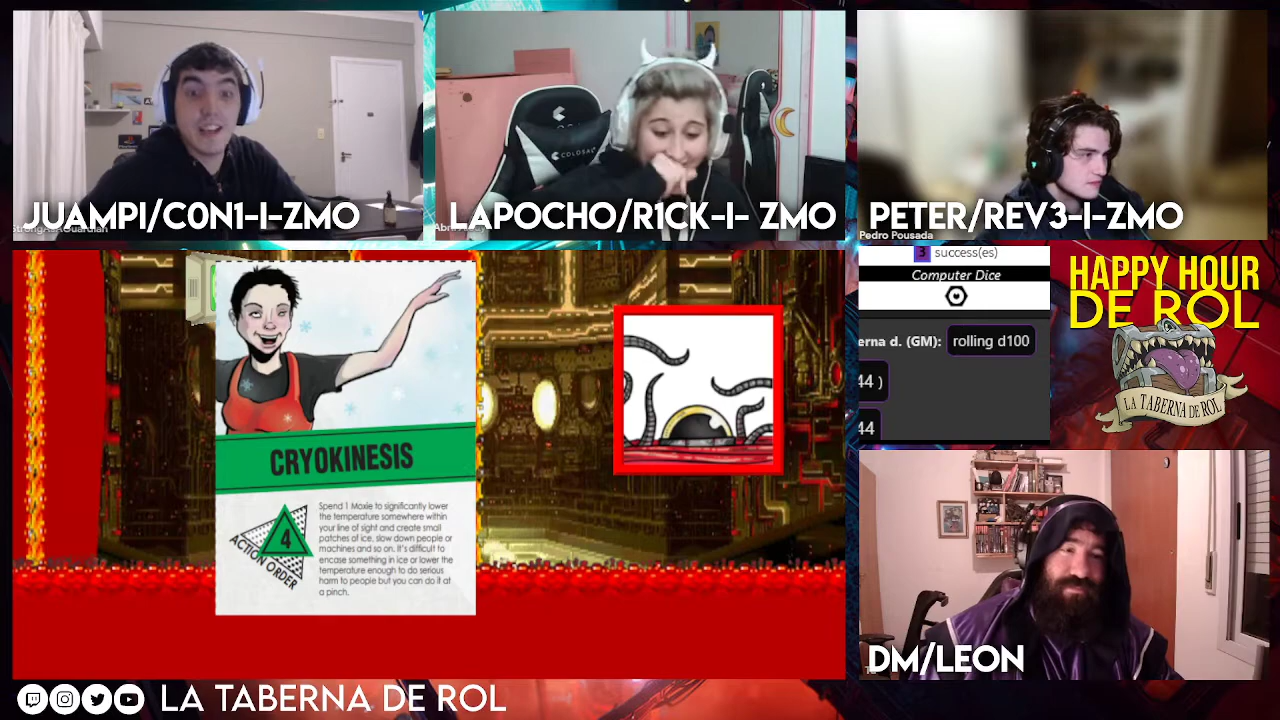 JUAMPI/C0N1-I-ZMO
StrongAsAGuardian
COLOSAL
LAPOCHO/R1CK-I- ZMO
PETER/REV3-I-ZMO
Pedro Pousada
CRYOKINESIS
4
ACTION ORDER
Spend 1 Moxie to significantly lower
the temperature somewhere within
your line of sight and create small
patches of ice, slow down people or
machines and so on. It's difficult to
encase something in ice or lower the
temperature enough to do serious
harm to people but you can do it at
a pinch.
3 success(es)
Computer Dice
erna d. (GM): rolling d100
44 )
44
HAPPY HOUR
DE ROL
LA TABERNA DE ROL
DM/LEON
LA TABERNA DE ROL